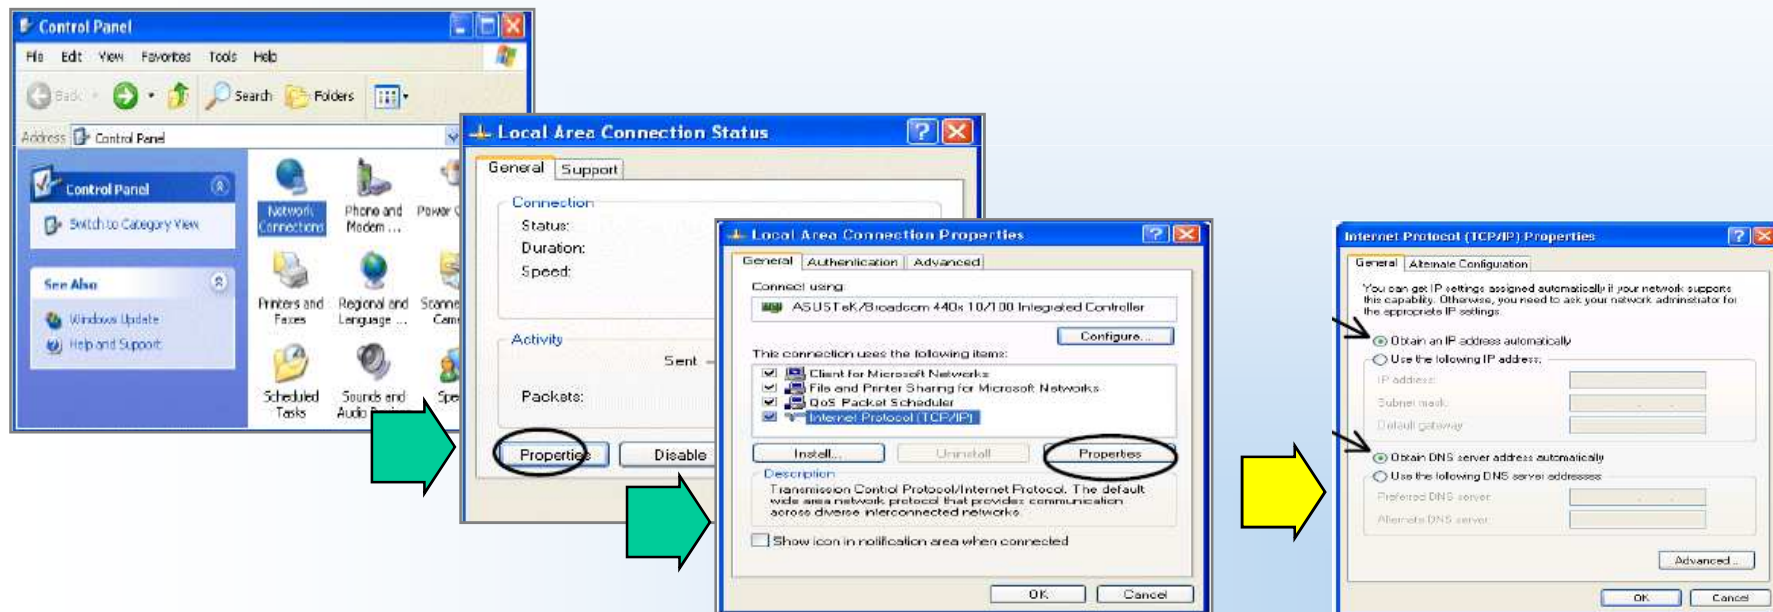 Control Panel
File Edit View Favorites Tools Help
Back Search Folders
Address Control Panel
Control Panel
Switch to Category View
See Also
Windows Update
Help and Support
Network Connections
Phone and Modem ...
Power
Printers and Faxes
Regional and Language ...
Scheduled Tasks
Sounds and Audio
Local Area Connection Status
General Support
Connection
Status:
Duration:
Speed:
Activity
Sent
Packets:
Properties Disable
Local Area Connection Properties
General Authentication Advanced
Connect using:
ASUSTeK/Broadcom 440x 10/100 Integrated Controller
Configure...
This connection uses the following items:
Client for Microsoft Networks
File and Printer Sharing for Microsoft Networks
QoS Packet Scheduler
Internet Protocol (TCP/IP)
Install... Uninstall Properties
Description
Transmission Control Protocol/Internet Protocol. The default
wide area network protocol that provides communication
across diverse interconnected networks.
Show icon in notification area when connected
OK Cancel
Internet Protocol (TCP/IP) Properties
General Alternate Configuration
You can get IP settings assigned automatically if your network supports
this capability. Otherwise, you need to ask your network administrator for
the appropriate IP settings.
Obtain an IP address automatically
Use the following IP address:
IP address:
Subnet mask:
Default gateway:
Obtain DNS server address automatically
Use the following DNS server addresses:
Preferred DNS server:
Alternate DNS server:
Advanced...
OK Cancel